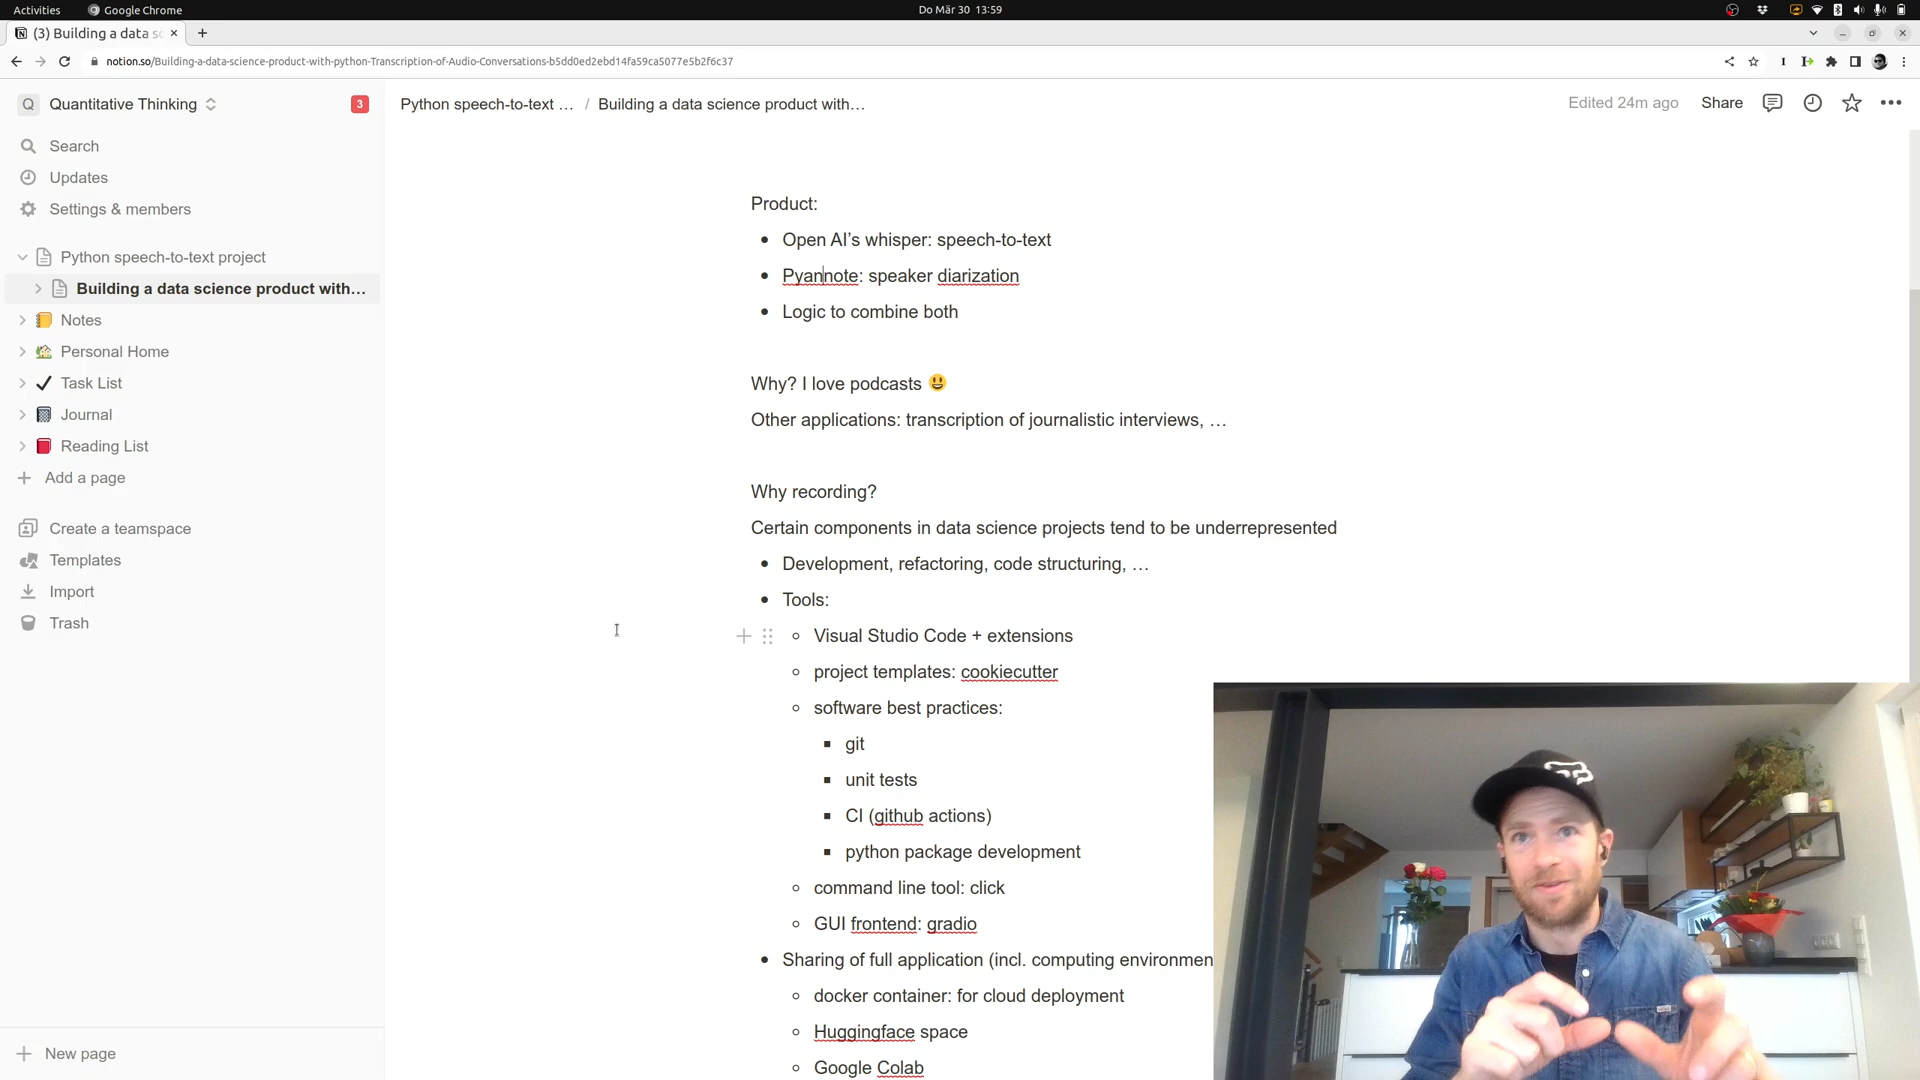 Activities
Google Chrome
Do Mär 30 13:59
(3) Building a data sc
notion.so/Building-a-data-science-product-with-python-Transcription-of-Audio-Conversations-b5dd0ed2ebd14fa59ca5077e5b2f6c37
Q Quantitative Thinking
3
Python speech-to-text … / Building a data science product with…
Edited 24m ago
Share
Search
Updates
Settings & members
Python speech-to-text project
Building a data science product with…
Notes
Personal Home
Task List
Journal
Reading List
Add a page
Create a teamspace
Templates
Import
Trash
New page
Product:
Open AI’s whisper: speech-to-text
Pyannnote: speaker diarization
Logic to combine both
Why? I love podcasts 😃
Other applications: transcription of journalistic interviews, …
Why recording?
Certain components in data science projects tend to be underrepresented
Development, refactoring, code structuring, …
Tools:
Visual Studio Code + extensions
project templates: cookiecutter
software best practices:
git
unit tests
CI (github actions)
python package development
command line tool: click
GUI frontend: gradio
Sharing of full application (incl. computing environmen
docker container: for cloud deployment
Huggingface space
Google Colab